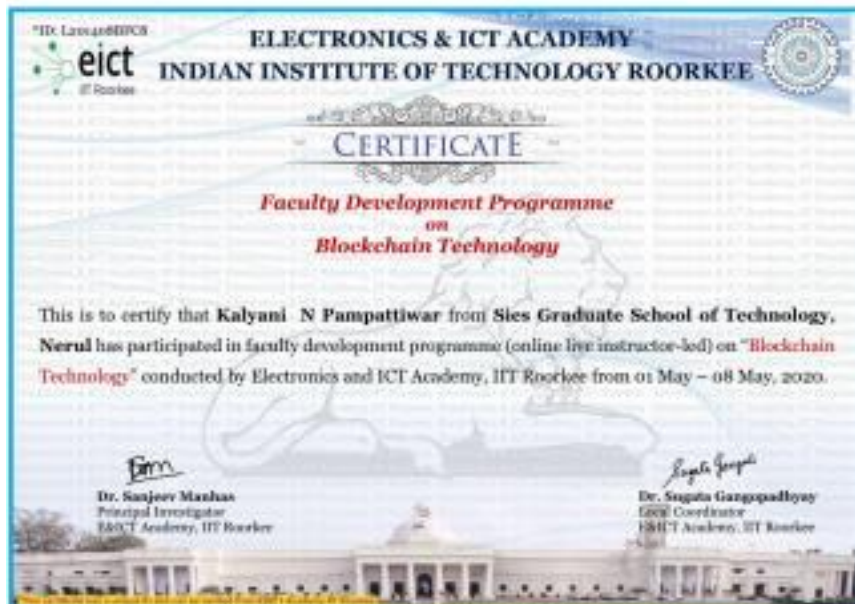 eict
IIT Roorkee
ELECTRONICS & ICT ACADEMY
INDIAN INSTITUTE OF TECHNOLOGY ROORKEE
CERTIFICATE
Faculty Development Programme
on
Blockchain Technology
This is to certify that Kalyani N Pampattiwar from Sies Graduate School of Technology,
Nerul has participated in faculty development programme (online live instructor-led) on "Blockchain
Technology" conducted by Electronics and ICT Academy, IIT Roorkee from 01 May – 08 May, 2020.
Dr. Sanjeev Manhas
Principal Investigator
E&ICT Academy, IIT Roorkee
Dr. Sugata Gangopadhyay
Local Coordinator
E&ICT Academy, IIT Roorkee